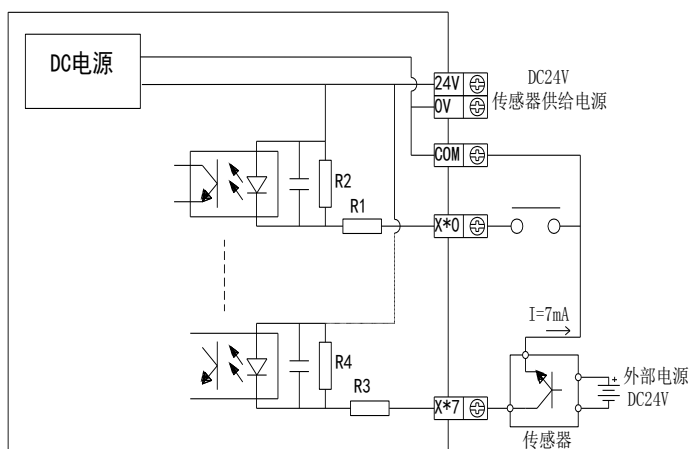 DC电源
24V
0V
DC24V
传感器供给电源
COM
R2
R1
X*0
I=7mA
R4
R3
X*7
+
外部电源
DC24V
传感器